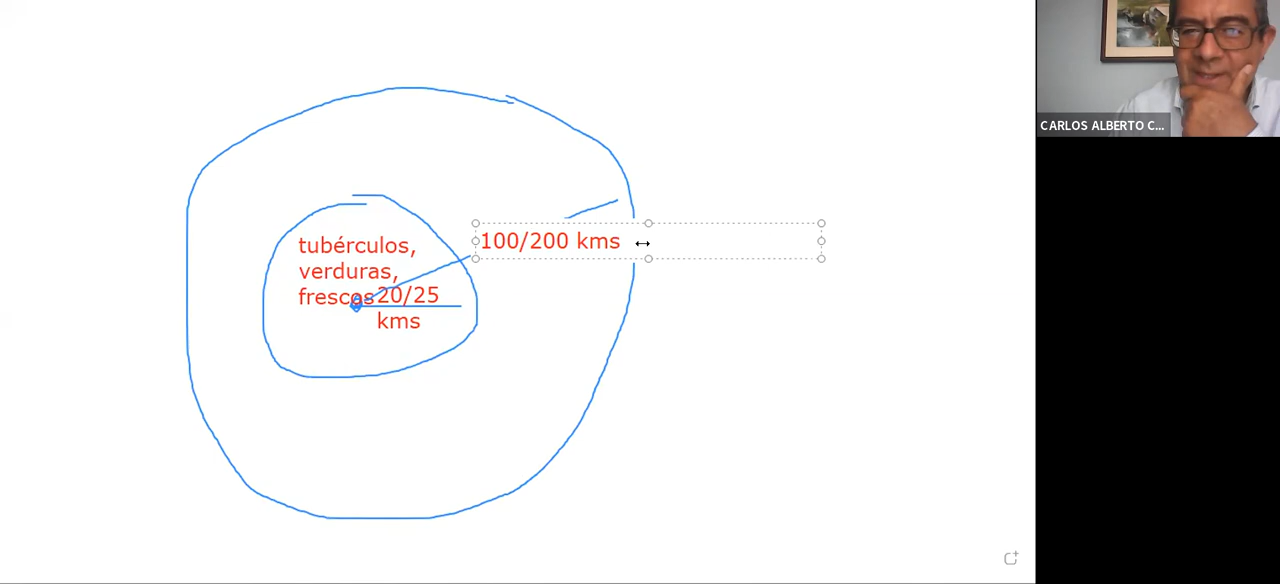 100/200 kms
tubérculos,
verduras,
frescos
20/25
kms
CARLOS ALBERTO C...